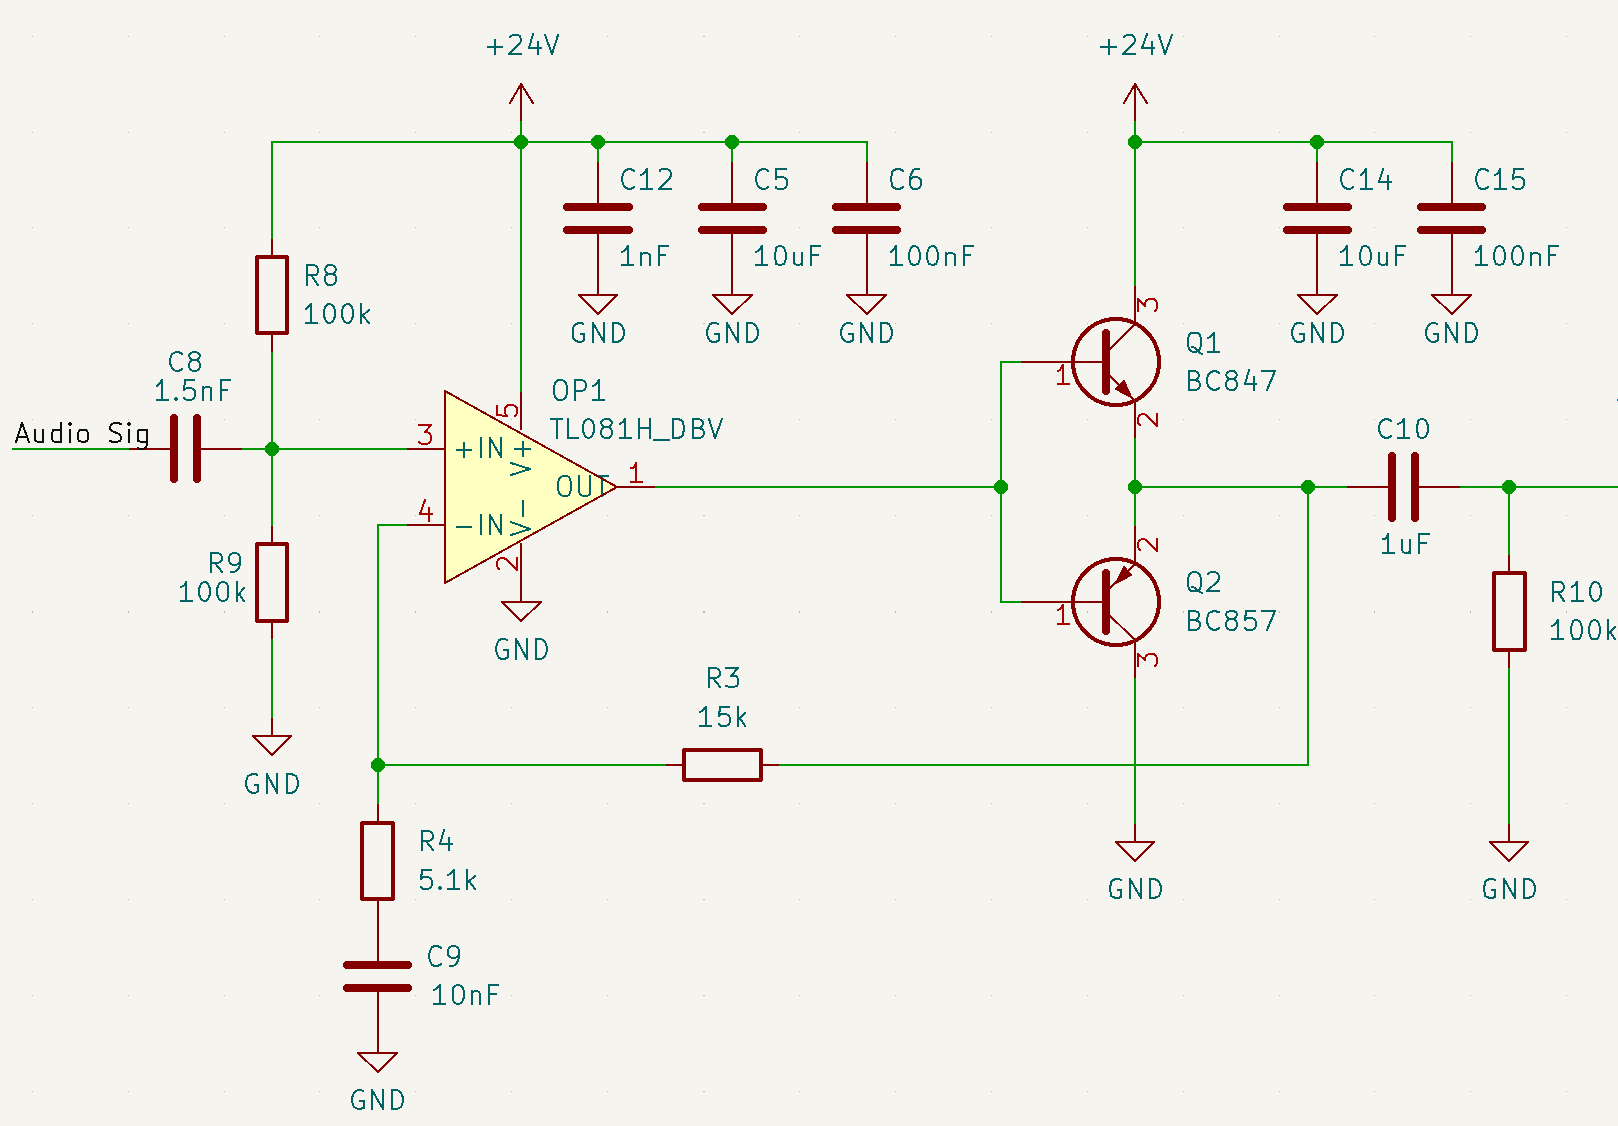 +24V
+24V
C12
1nF
C5
10uF
C6
100nF
C14
10uF
C15
100nF
R8
100k
GND
GND
GND
GND
GND
3
C8
1.5nF
Q1
BC847
1
2
OP1
TL081H_DBV
5
Audio Sig
3
+IN
V+
OUT
1
4
-IN
V-
2
C10
1uF
2
R9
100k
Q2
BC857
1
3
R10
100k
GND
R3
15k
GND
R4
5.1k
GND
GND
C9
10nF
GND